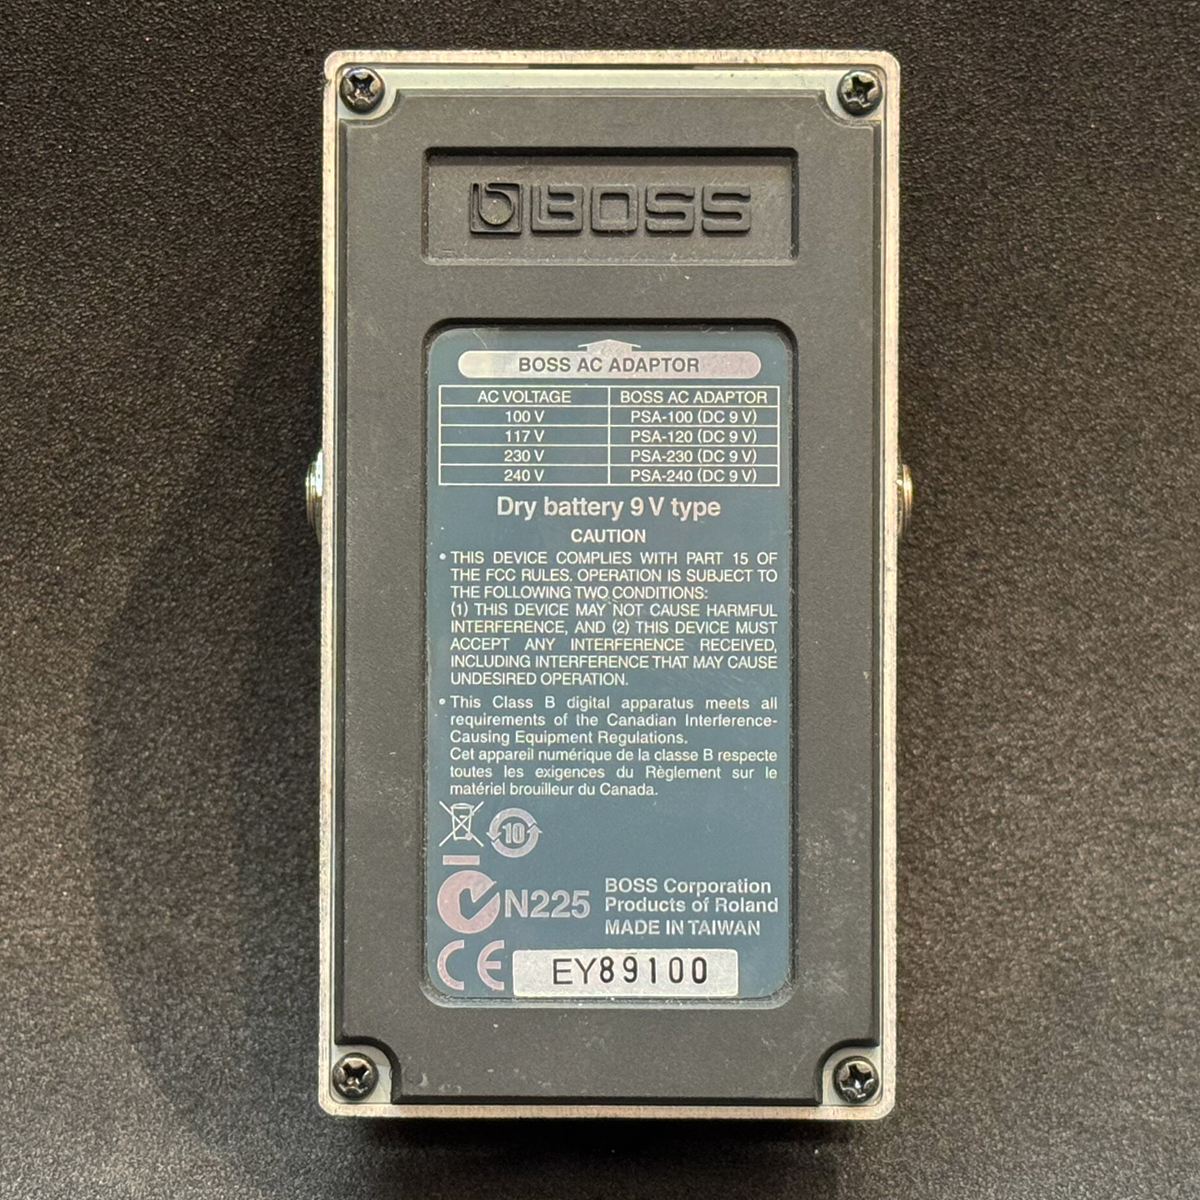 BOSS
BOSS AC ADAPTOR
AC VOLTAGE BOSS AC ADAPTOR
100 V PSA-100 (DC 9 V)
117 V PSA-120 (DC 9 V)
230 V PSA-230 (DC 9 V)
240 V PSA-240 (DC 9 V)
Dry battery 9 V type
CAUTION
• THIS DEVICE COMPLIES WITH PART 15 OF
THE FCC RULES. OPERATION IS SUBJECT TO
THE FOLLOWING TWO CONDITIONS:
(1) THIS DEVICE MAY NOT CAUSE HARMFUL
INTERFERENCE, AND (2) THIS DEVICE MUST
ACCEPT ANY INTERFERENCE RECEIVED,
INCLUDING INTERFERENCE THAT MAY CAUSE
UNDESIRED OPERATION.
• This Class B digital apparatus meets all
requirements of the Canadian Interference-
Causing Equipment Regulations.
Cet appareil numérique de la classe B respecte
toutes les exigences du Règlement sur le
matériel brouilleur du Canada.
10
N225
BOSS Corporation
Products of Roland
MADE IN TAIWAN
CE
EY89100